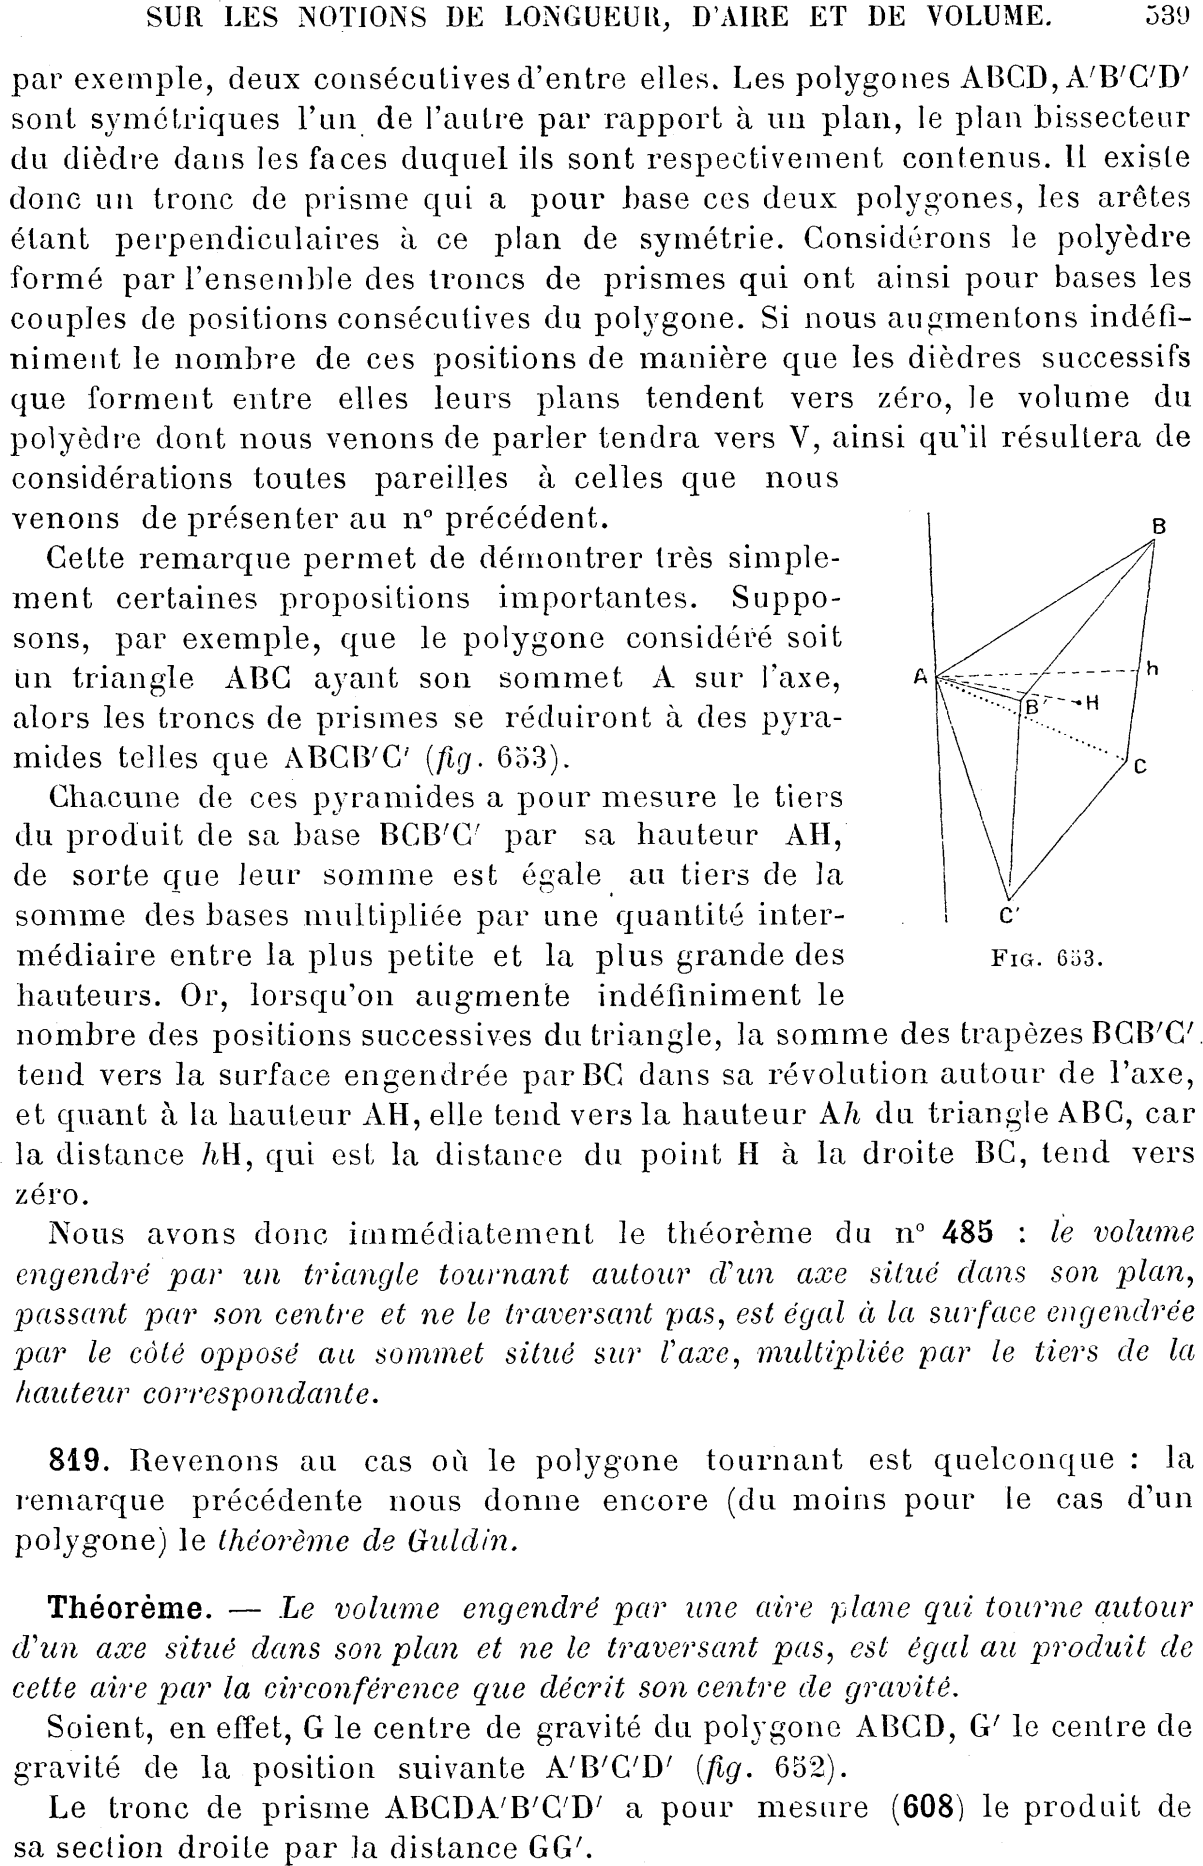 SUR LES NOTIONS DE LONGUEUR, D'AIRE ET DE VOLUME. 539
par exemple, deux consécutives d'entre elles. Les polygones ABCD, A′B′C′D′
sont symétriques l'un de l'autre par rapport à un plan, le plan bissecteur
du dièdre dans les faces duquel ils sont respectivement contenus. Il existe
donc un tronc de prisme qui a pour base ces deux polygones, les arêtes
étant perpendiculaires à ce plan de symétrie. Considérons le polyèdre
formé par l'ensemble des troncs de prismes qui ont ainsi pour bases les
couples de positions consécutives du polygone. Si nous augmentons indéfi-
niment le nombre de ces positions de manière que les dièdres successifs
que forment entre elles leurs plans tendent vers zéro, le volume du
polyèdre dont nous venons de parler tendra vers V, ainsi qu'il résultera de
considérations toutes pareilles à celles que nous
venons de présenter au n° précédent.
Cette remarque permet de démontrer très simple-
ment certaines propositions importantes. Suppo-
sons, par exemple, que le polygone considéré soit
un triangle ABC ayant son sommet A sur l'axe,
alors les troncs de prismes se réduiront à des pyra-
mides telles que ABCB′C′ (fig. 653).
Chacune de ces pyramides a pour mesure le tiers
du produit de sa base BCB′C′ par sa hauteur AH,
de sorte que leur somme est égale au tiers de la
somme des bases multipliée par une quantité inter-
médiaire entre la plus petite et la plus grande des
hauteurs. Or, lorsqu'on augmente indéfiniment le
B
A
h
B′
H
C
C′
FIG. 653.
nombre des positions successives du triangle, la somme des trapèzes BCB′C′
tend vers la surface engendrée par BC dans sa révolution autour de l'axe,
et quant à la hauteur AH, elle tend vers la hauteur Ah du triangle ABC, car
la distance hH, qui est la distance du point H à la droite BC, tend vers
zéro.
Nous avons donc immédiatement le théorème du n° 485 : le volume
engendré par un triangle tournant autour d'un axe situé dans son plan,
passant par son centre et ne le traversant pas, est égal à la surface engendrée
par le côté opposé au sommet situé sur l'axe, multipliée par le tiers de la
hauteur correspondante.
819. Revenons au cas où le polygone tournant est quelconque : la
remarque précédente nous donne encore (du moins pour le cas d'un
polygone) le théorème de Guldin.
Théorème. — Le volume engendré par une aire plane qui tourne autour
d'un axe situé dans son plan et ne le traversant pas, est égal au produit de
cette aire par la circonférence que décrit son centre de gravité.
Soient, en effet, G le centre de gravité du polygone ABCD, G′ le centre de
gravité de la position suivante A′B′C′D′ (fig. 652).
Le tronc de prisme ABCDA′B′C′D′ a pour mesure (608) le produit de
sa section droite par la distance GG′.